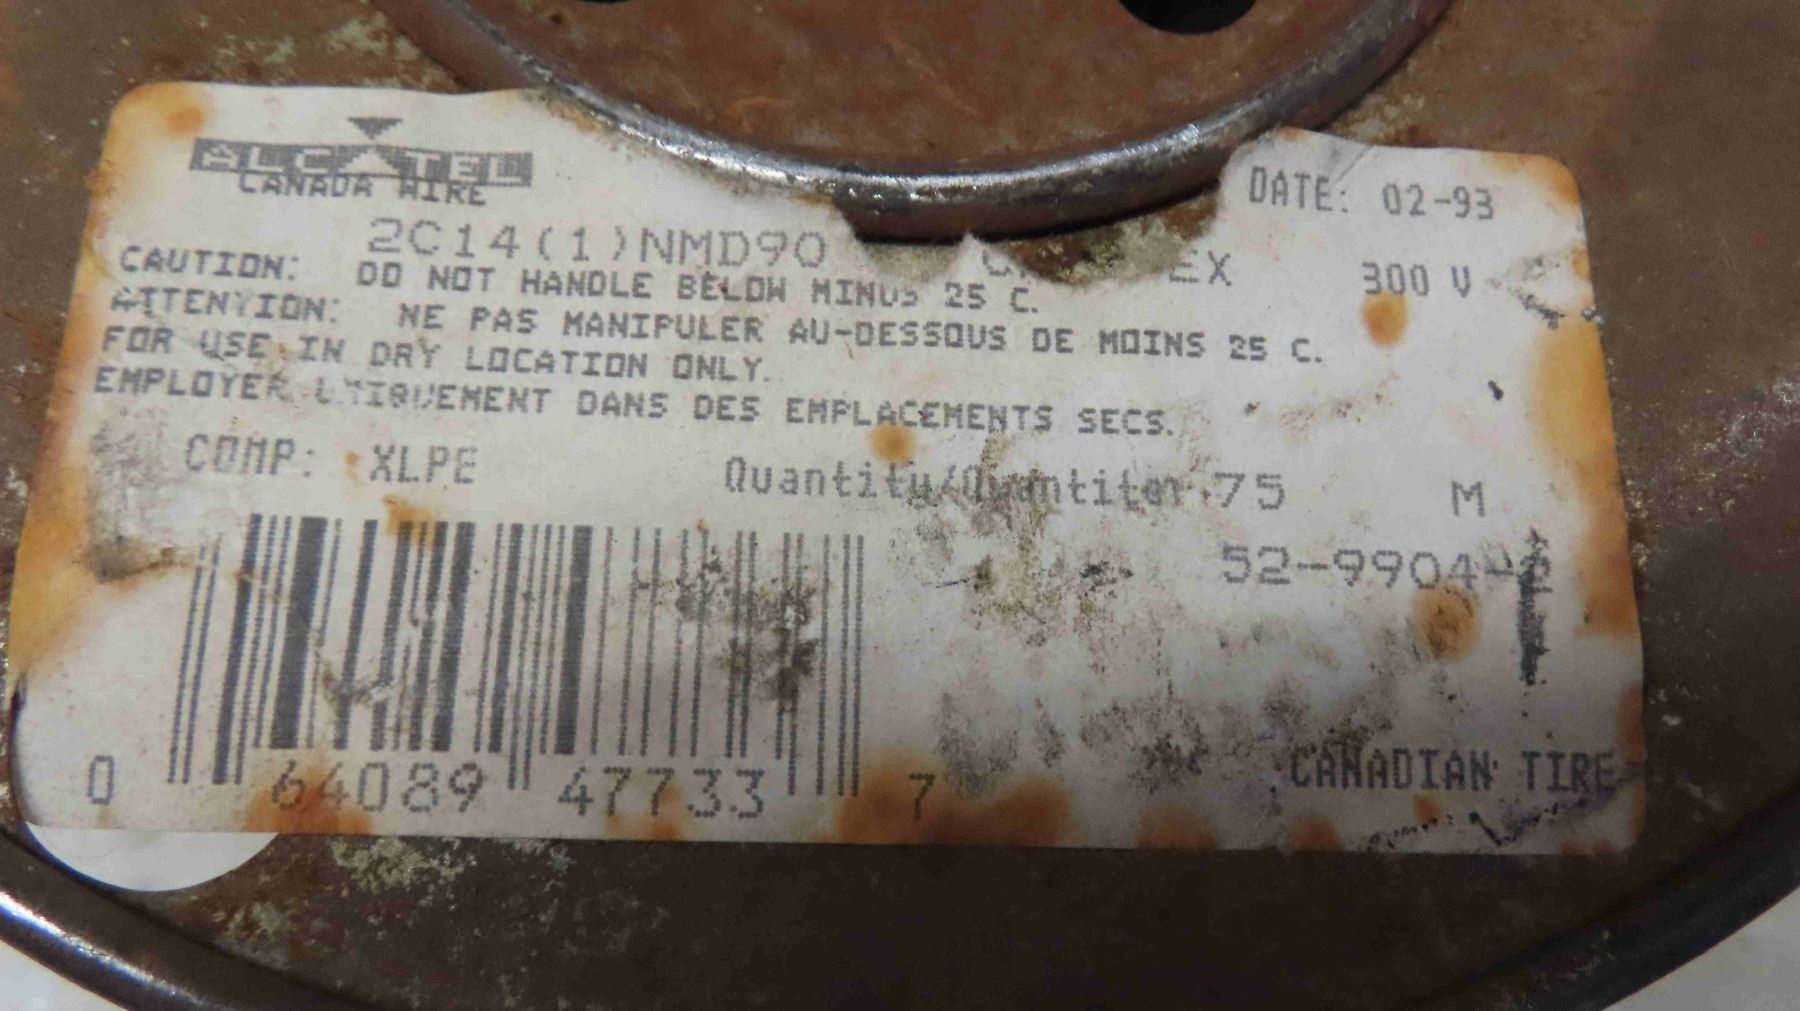 ALCATEL
CANADA WIRE
DATE: 02-93
2C14(1)NMD90 300 V
CAUTION: DO NOT HANDLE BELOW MINUS 25 C.
ATTENTION: NE PAS MANIPULER AU-DESSOUS DE MOINS 25 C.
FOR USE IN DRY LOCATION ONLY.
EMPLOYER UNIQUEMENT DANS DES EMPLACEMENTS SECS.
COMP: XLPE Quantity/Quantite: 75 M
0 64089 47733 7
CANADIAN TIRE